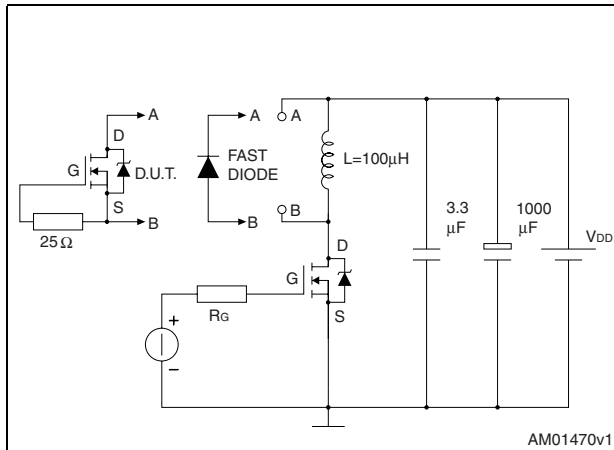 A
A
A
D
G
D.U.T.
FAST
DIODE
L=100µH
S
B
B
B
25 Ω
3.3
µF
1000
µF
VDD
D
G
S
RG
+
−
AM01470v1